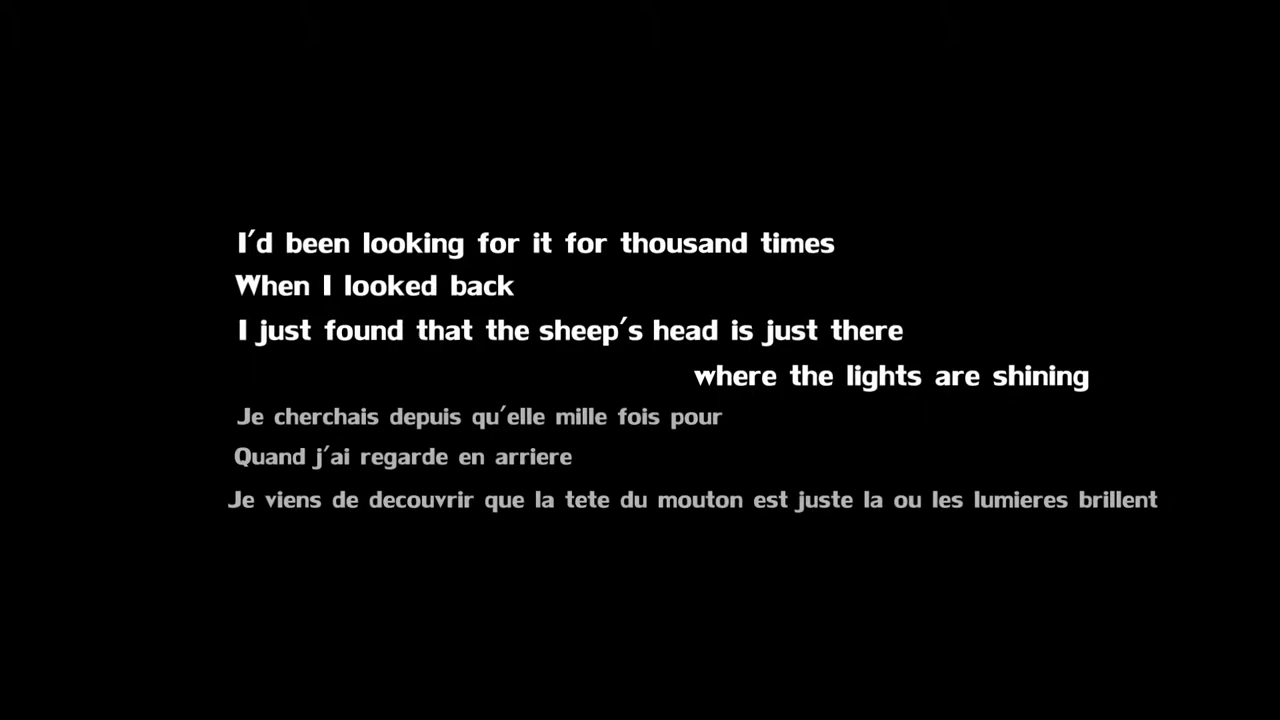 I'd been looking for it for thousand times
When I looked back
I just found that the sheep's head is just there
where the lights are shining
Je cherchais depuis qu'elle mille fois pour
Quand j'ai regarde en arriere
Je viens de decouvrir que la tete du mouton est juste la ou les lumieres brillent